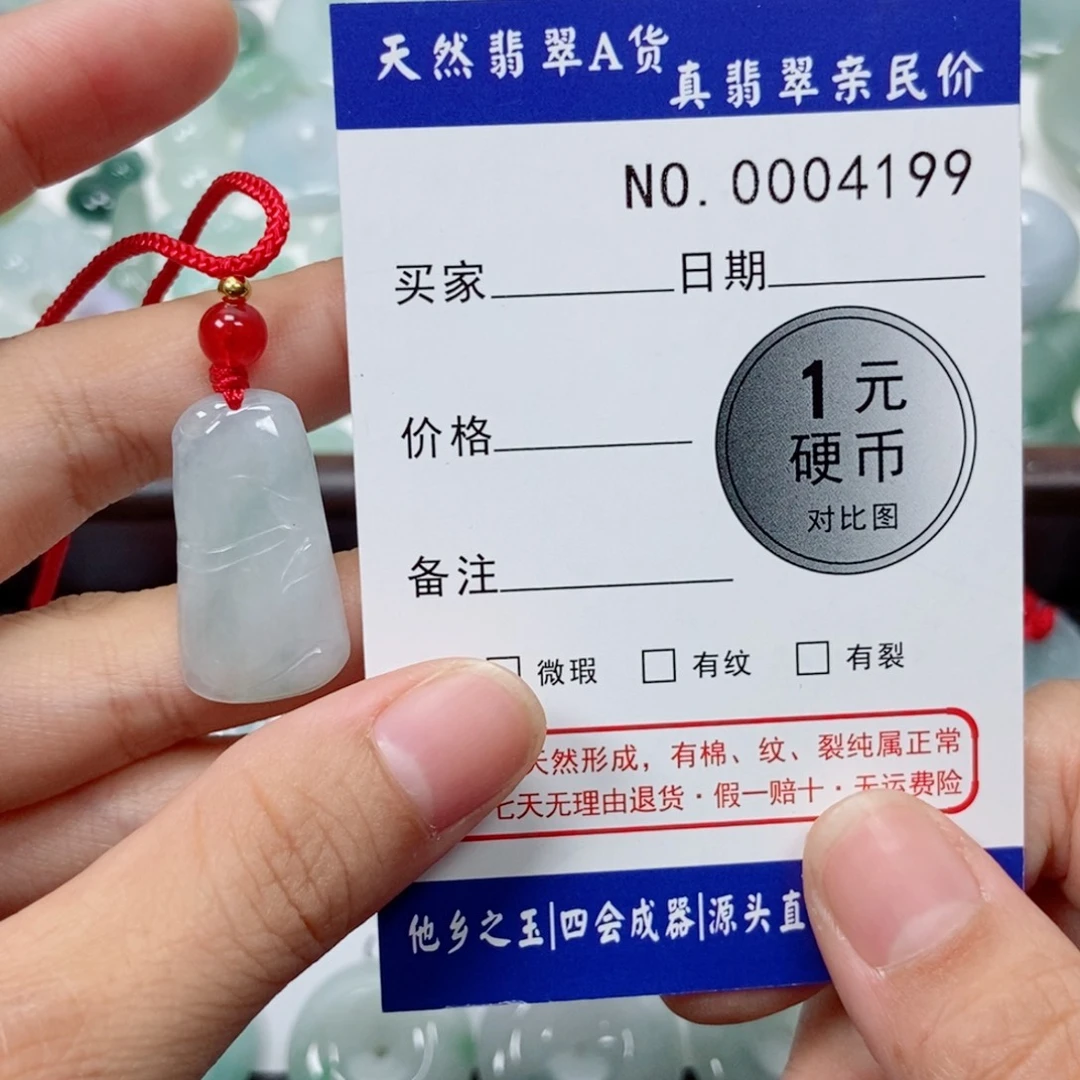 天然翡翠A货
真翡翠亲民价
NO. 0004199
买家 日期
1元
硬币
对比图
价格
备注
微瑕 有纹 有裂
天然形成，有棉、纹、裂纯属正常
七天无理由退货·假一赔十·无运费险
他乡之玉|四会成器|源头直